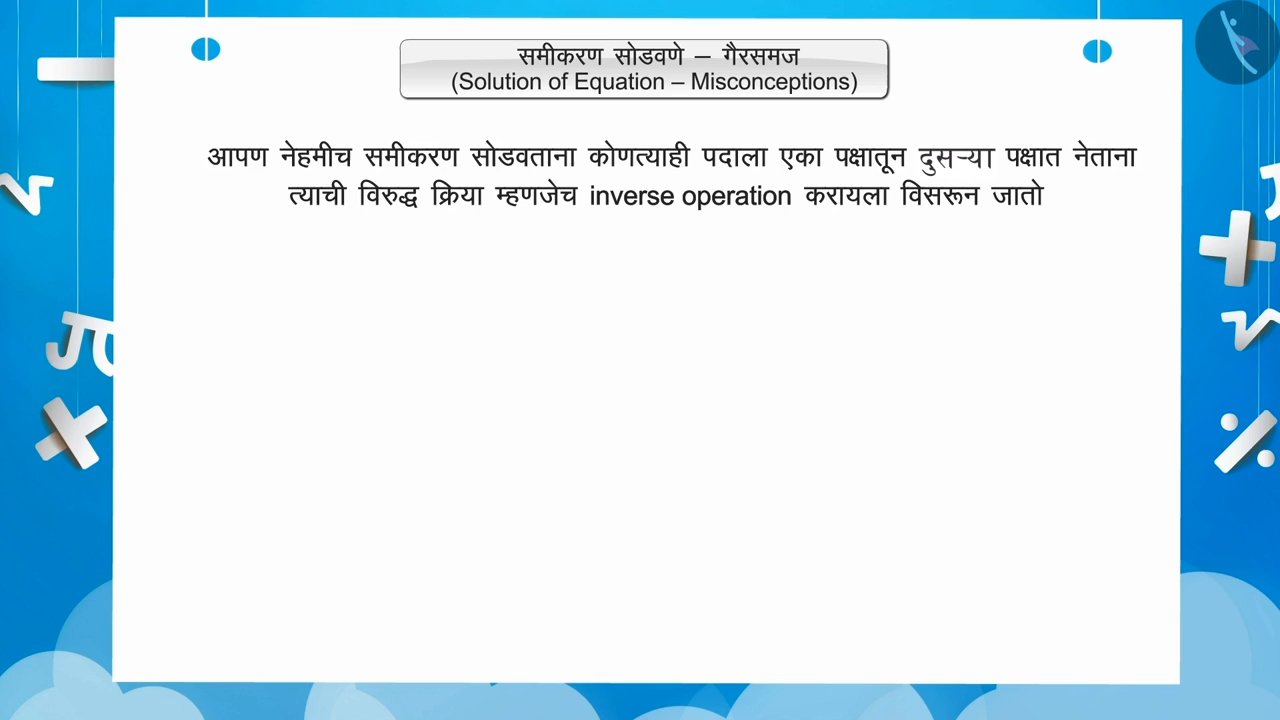 समीकरण सोडवणे – गैरसमज
(Solution of Equation – Misconceptions)
आपण नेहमीच समीकरण सोडवताना कोणत्याही पदाला एका पक्षातून दुसऱ्या पक्षात नेताना
त्याची विरुद्ध क्रिया म्हणजेच inverse operation करायला विसरून जातो